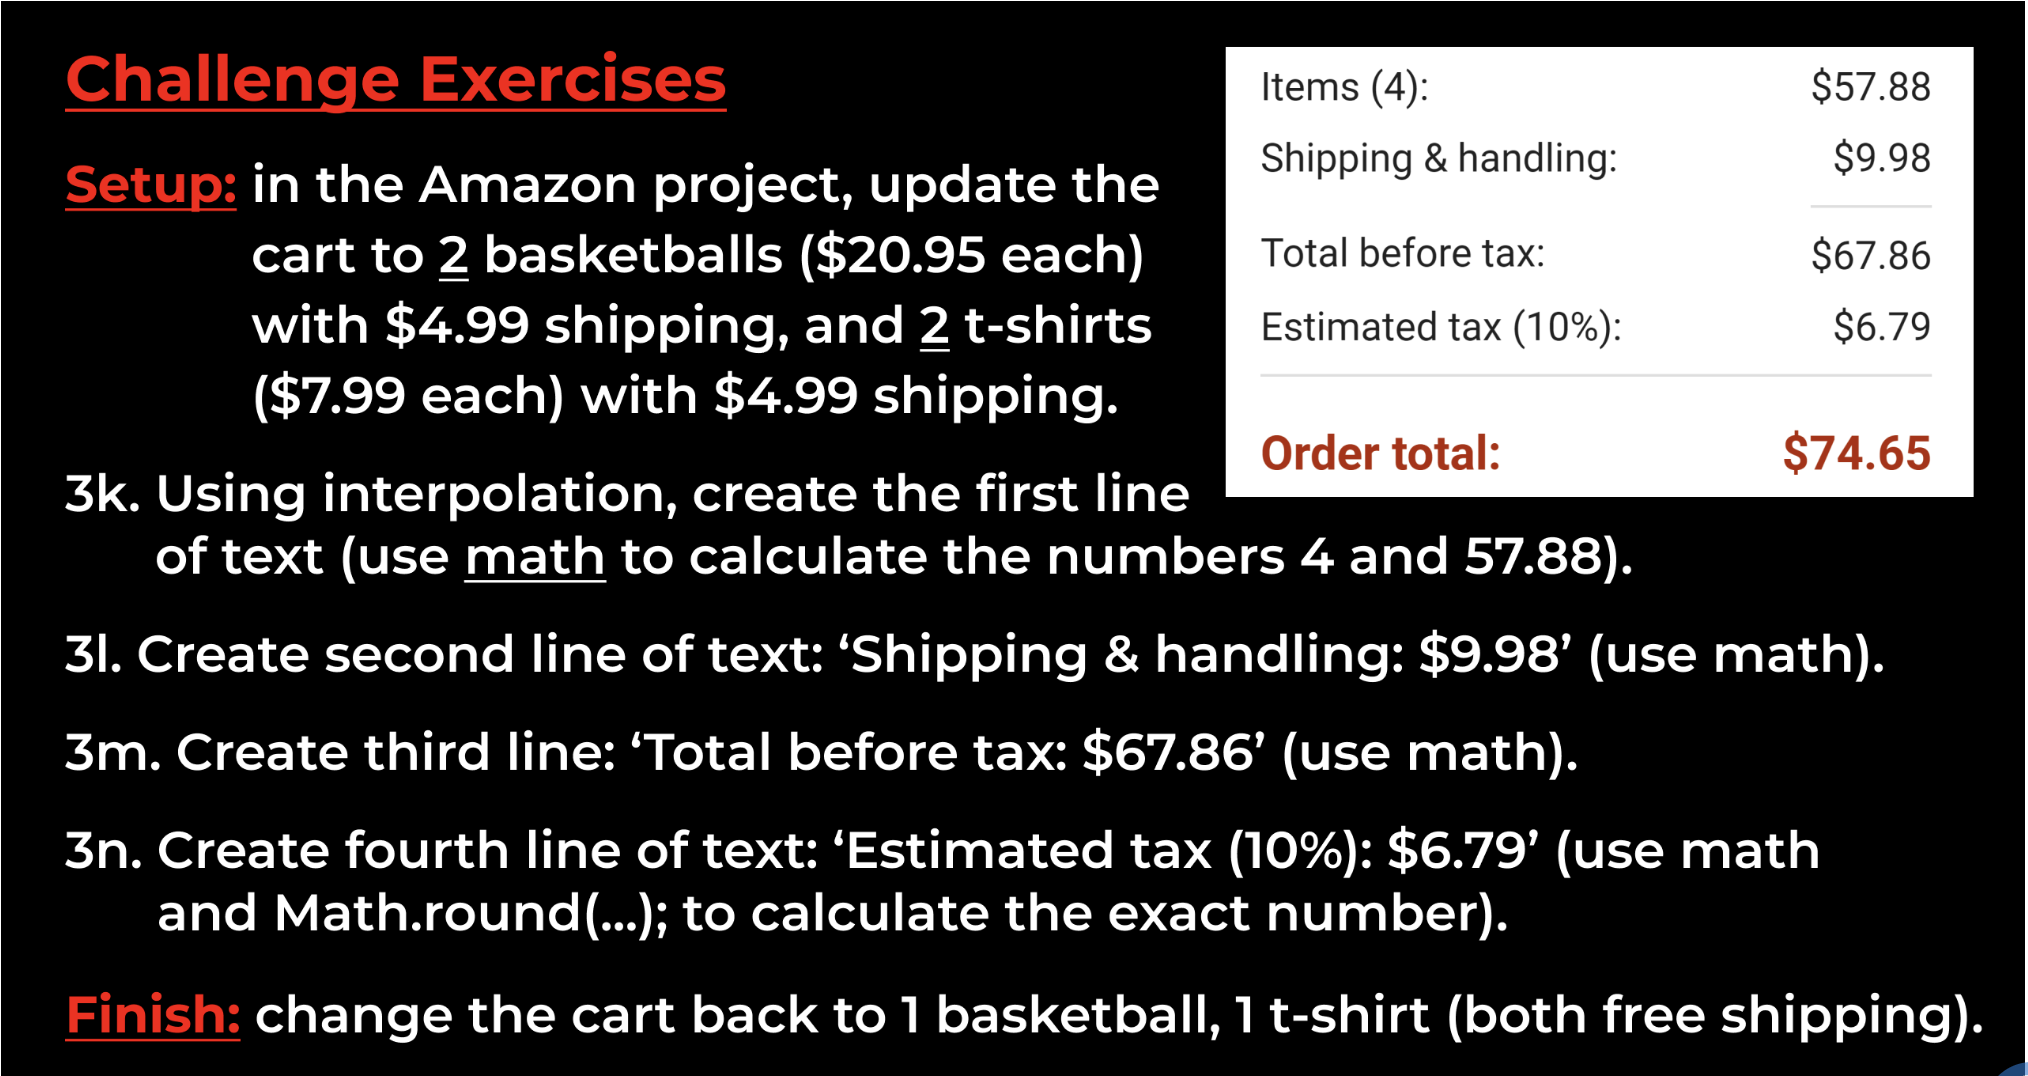 Challenge Exercises
Setup: in the Amazon project, update the
cart to 2 basketballs ($20.95 each)
with $4.99 shipping, and 2 t-shirts
($7.99 each) with $4.99 shipping.
Items (4): $57.88
Shipping & handling: $9.98
Total before tax: $67.86
Estimated tax (10%): $6.79
Order total: $74.65
3k. Using interpolation, create the first line
of text (use math to calculate the numbers 4 and 57.88).
3l. Create second line of text: ‘Shipping & handling: $9.98’ (use math).
3m. Create third line: ‘Total before tax: $67.86’ (use math).
3n. Create fourth line of text: ‘Estimated tax (10%): $6.79’ (use math
and Math.round(...); to calculate the exact number).
Finish: change the cart back to 1 basketball, 1 t-shirt (both free shipping).